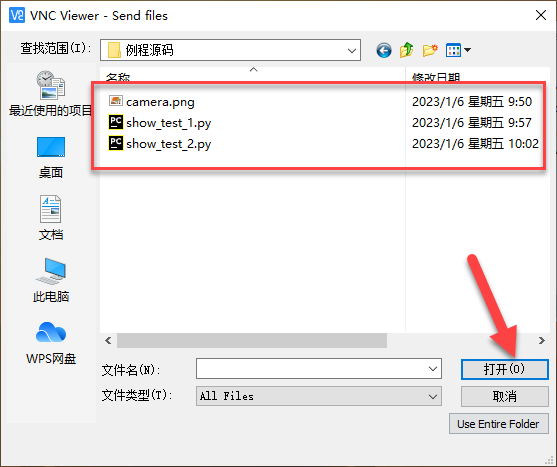 VNC Viewer - Send files
查找范围(I):
例程源码
名称
修改日期
camera.png
2023/1/6 星期五 9:50
show_test_1.py
2023/1/6 星期五 9:57
show_test_2.py
2023/1/6 星期五 10:02
最近使用的项目
桌面
文档
此电脑
WPS网盘
文件名(N):
打开(O)
文件类型(T):
All Files
取消
Use Entire Folder